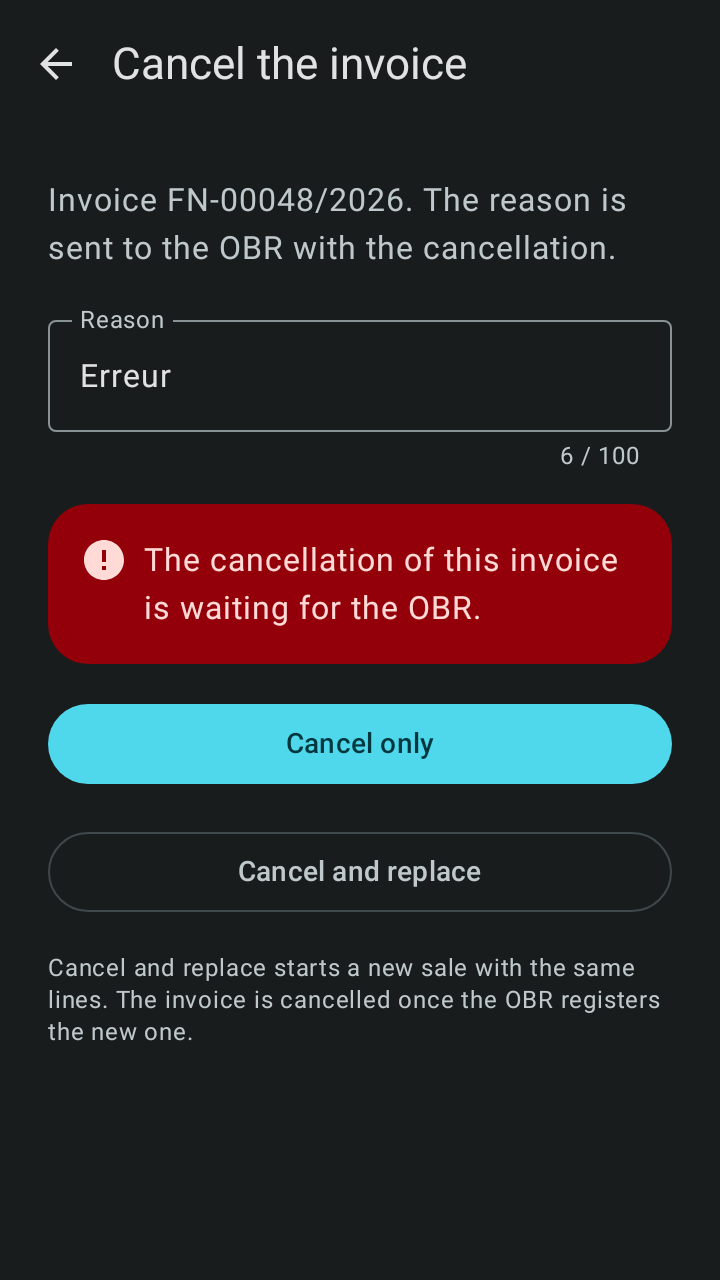 Cancel the invoice
Invoice FN-00048/2026. The reason is
sent to the OBR with the cancellation.
Reason
Erreur
6 / 100
The cancellation of this invoice
is waiting for the OBR.
Cancel only
Cancel and replace
Cancel and replace starts a new sale with the same
lines. The invoice is cancelled once the OBR registers
the new one.